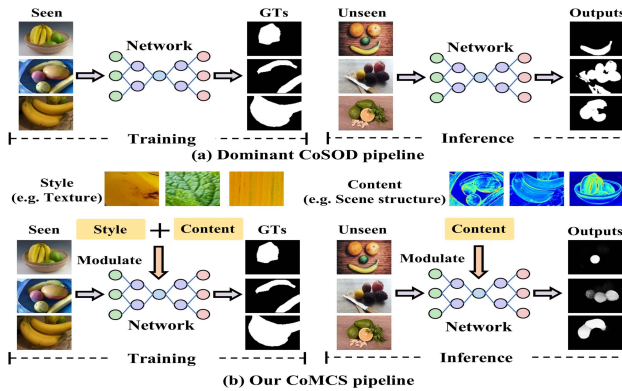 Seen
GTs
Unseen
Outputs
Network
Network
Training
Inference
(a) Dominant CoSOD pipeline
Style
(e.g. Texture)
Content
(e.g. Scene structure)
Seen
Style
+
Content
GTs
Unseen
Content
Outputs
Modulate
Modulate
Network
Network
Training
Inference
(b) Our CoMCS pipeline